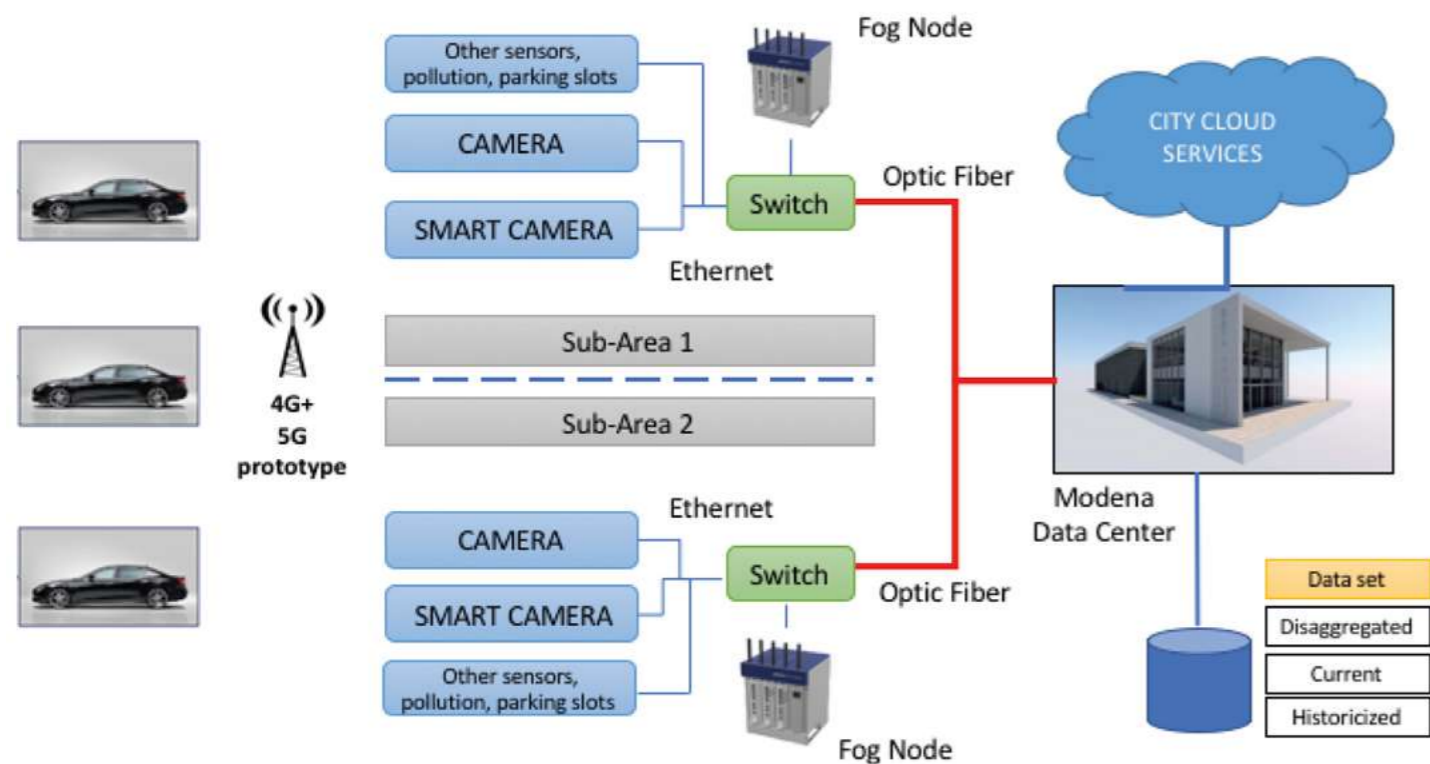 Other sensors,
pollution, parking slots
CAMERA
SMART CAMERA
Ethernet
Fog Node
Switch
Optic Fiber
CITY CLOUD
SERVICES
4G+
5G
prototype
Sub-Area 1
Sub-Area 2
Modena
Data Center
Ethernet
CAMERA
SMART CAMERA
Other sensors,
pollution, parking slots
Switch
Optic Fiber
Fog Node
Data set
Disaggregated
Current
Historicized